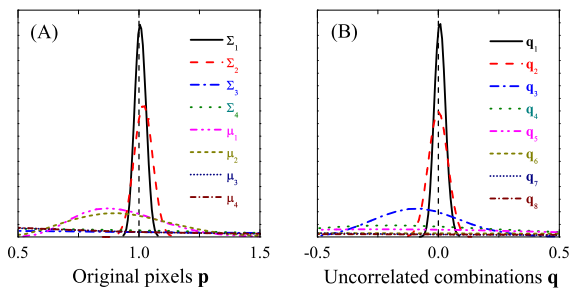 (A)
Σ₁
Σ₂
Σ₃
Σ₄
μ₁
μ₂
μ₃
μ₄
0.5 1.0 1.5
Original pixels p
(B)
q₁
q₂
q₃
q₄
q₅
q₆
q₇
q₈
-0.5 0.0 0.5
Uncorrelated combinations q